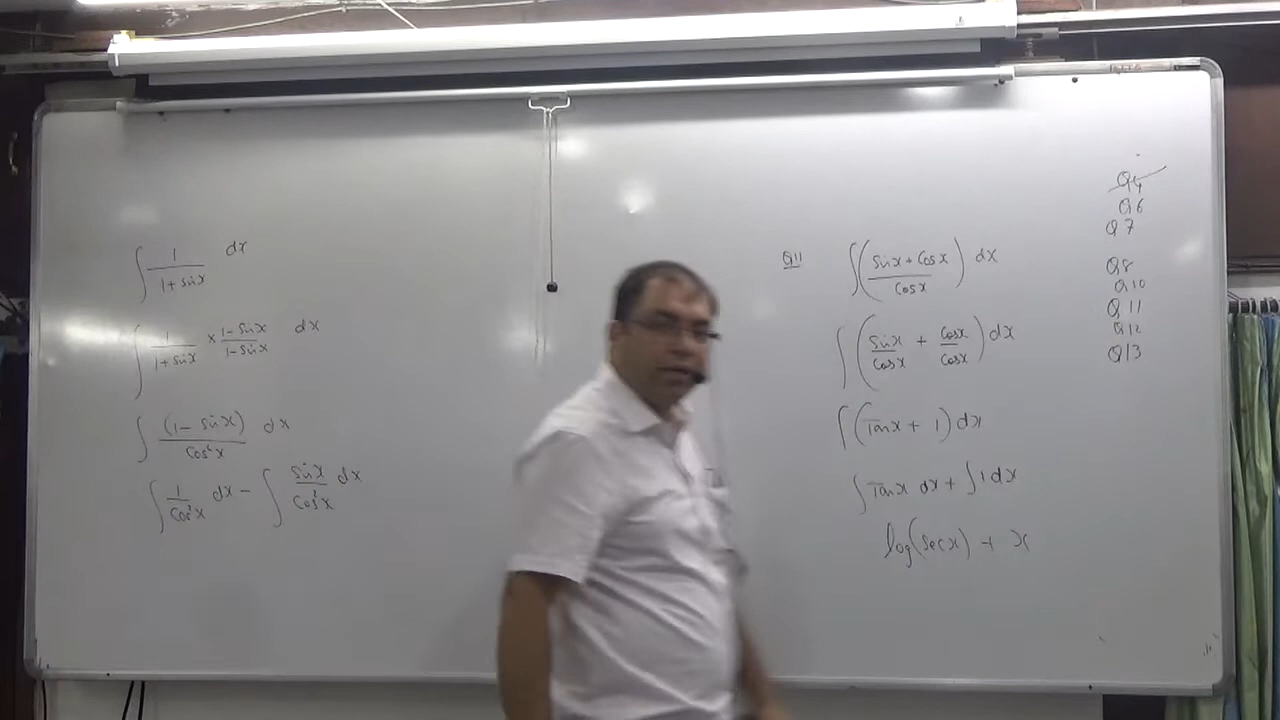 ∫ 1/(1+sinx) dx
∫ 1/(1+sinx) × (1-sinx)/(1-sinx) dx
∫ (1-sinx)/cos²x dx
∫ 1/cos²x dx - ∫ sinx/cos²x dx
Q11 ∫ ((sinx+cosx)/cosx) dx
∫ (sinx/cosx + cosx/cosx) dx
∫ (Tanx + 1) dx
∫ Tanx dx + ∫ 1 dx
log(secx) + x
Q4
Q6
Q7
Q8
Q10
Q11
Q12
Q13